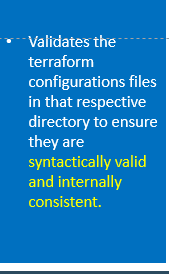 • Validates the
terraform
configurations files
in that respective
directory to ensure
they are
syntactically valid
and internally
consistent.